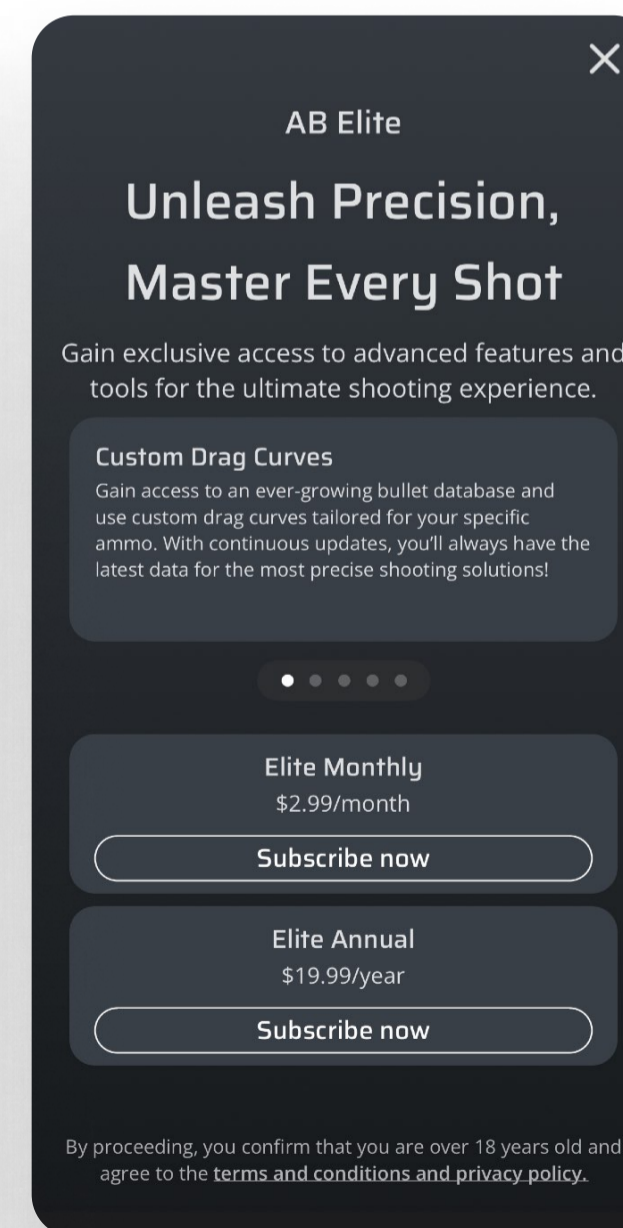 AB Elite
Unleash Precision,
Master Every Shot
Gain exclusive access to advanced features and
tools for the ultimate shooting experience.
Custom Drag Curves
Gain access to an ever-growing bullet database and
use custom drag curves tailored for your specific
ammo. With continuous updates, you'll always have the
latest data for the most precise shooting solutions!
Elite Monthly
$2.99/month
Subscribe now
Elite Annual
$19.99/year
Subscribe now
By proceeding, you confirm that you are over 18 years old and
agree to the terms and conditions and privacy policy.